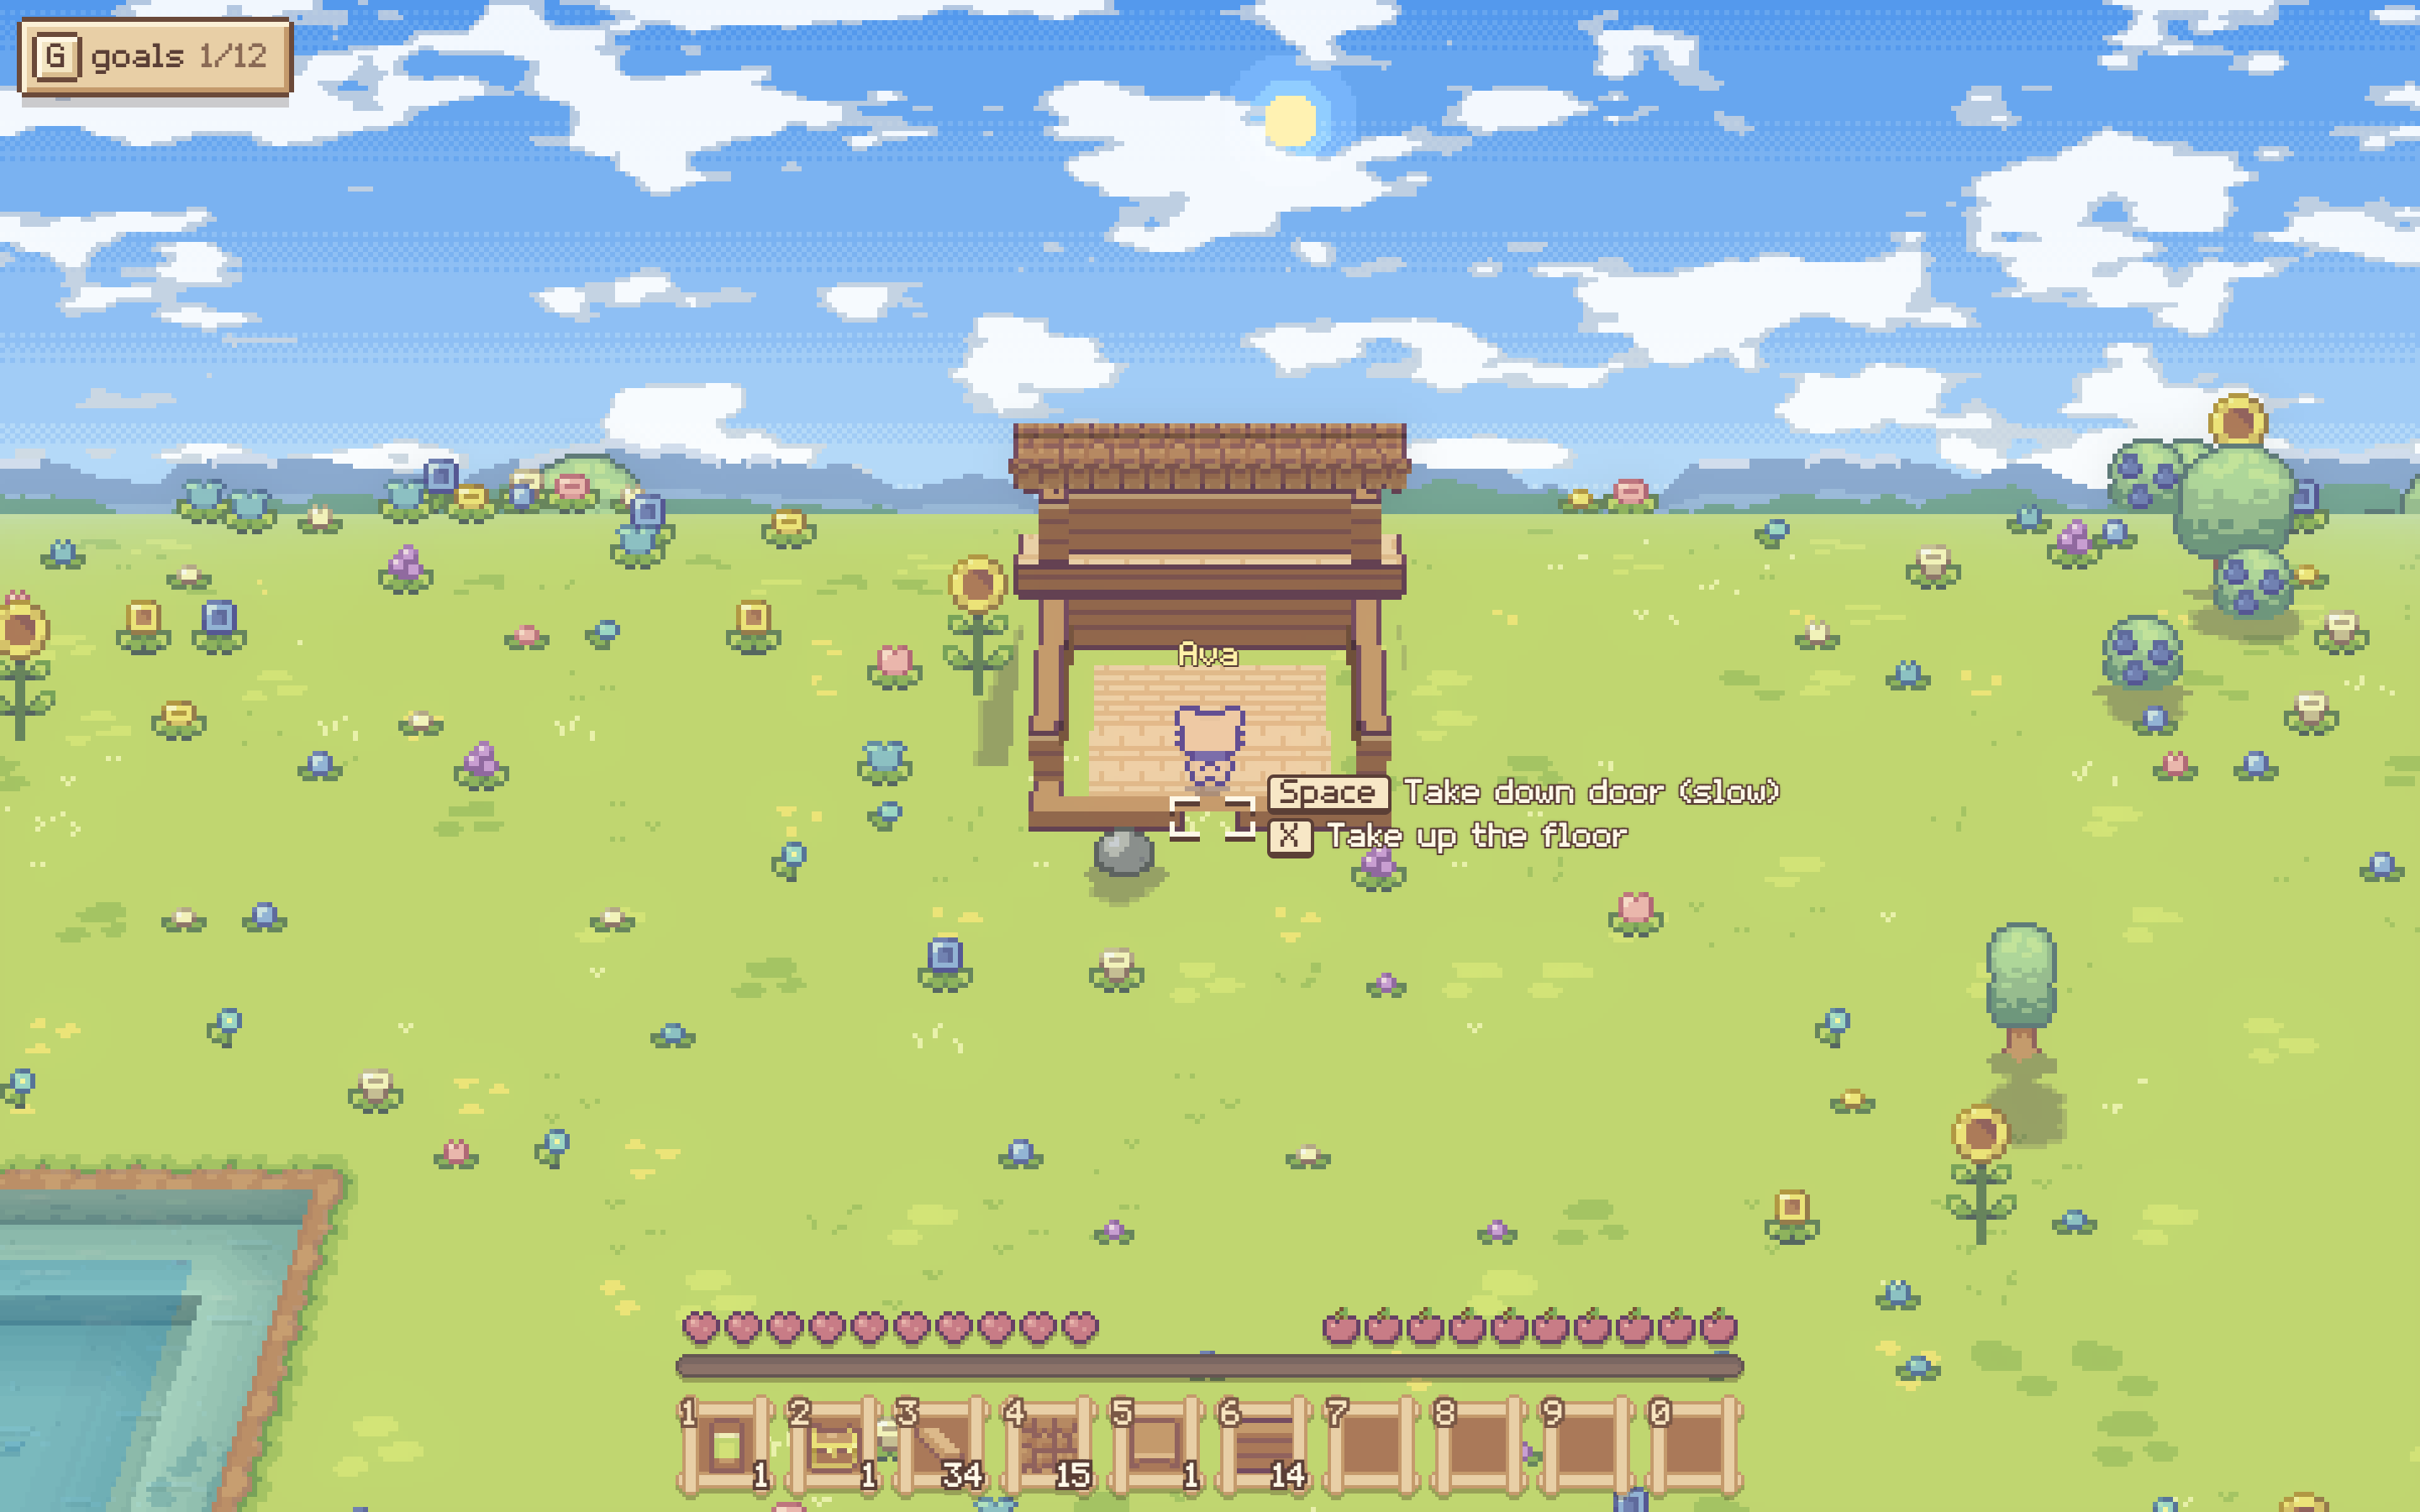 G goals 1/12
Ava
Space Take down door (slow)
X Take up the floor
1 2 3 4 5 6 7 8 9 0
1 1 34 15 1 14